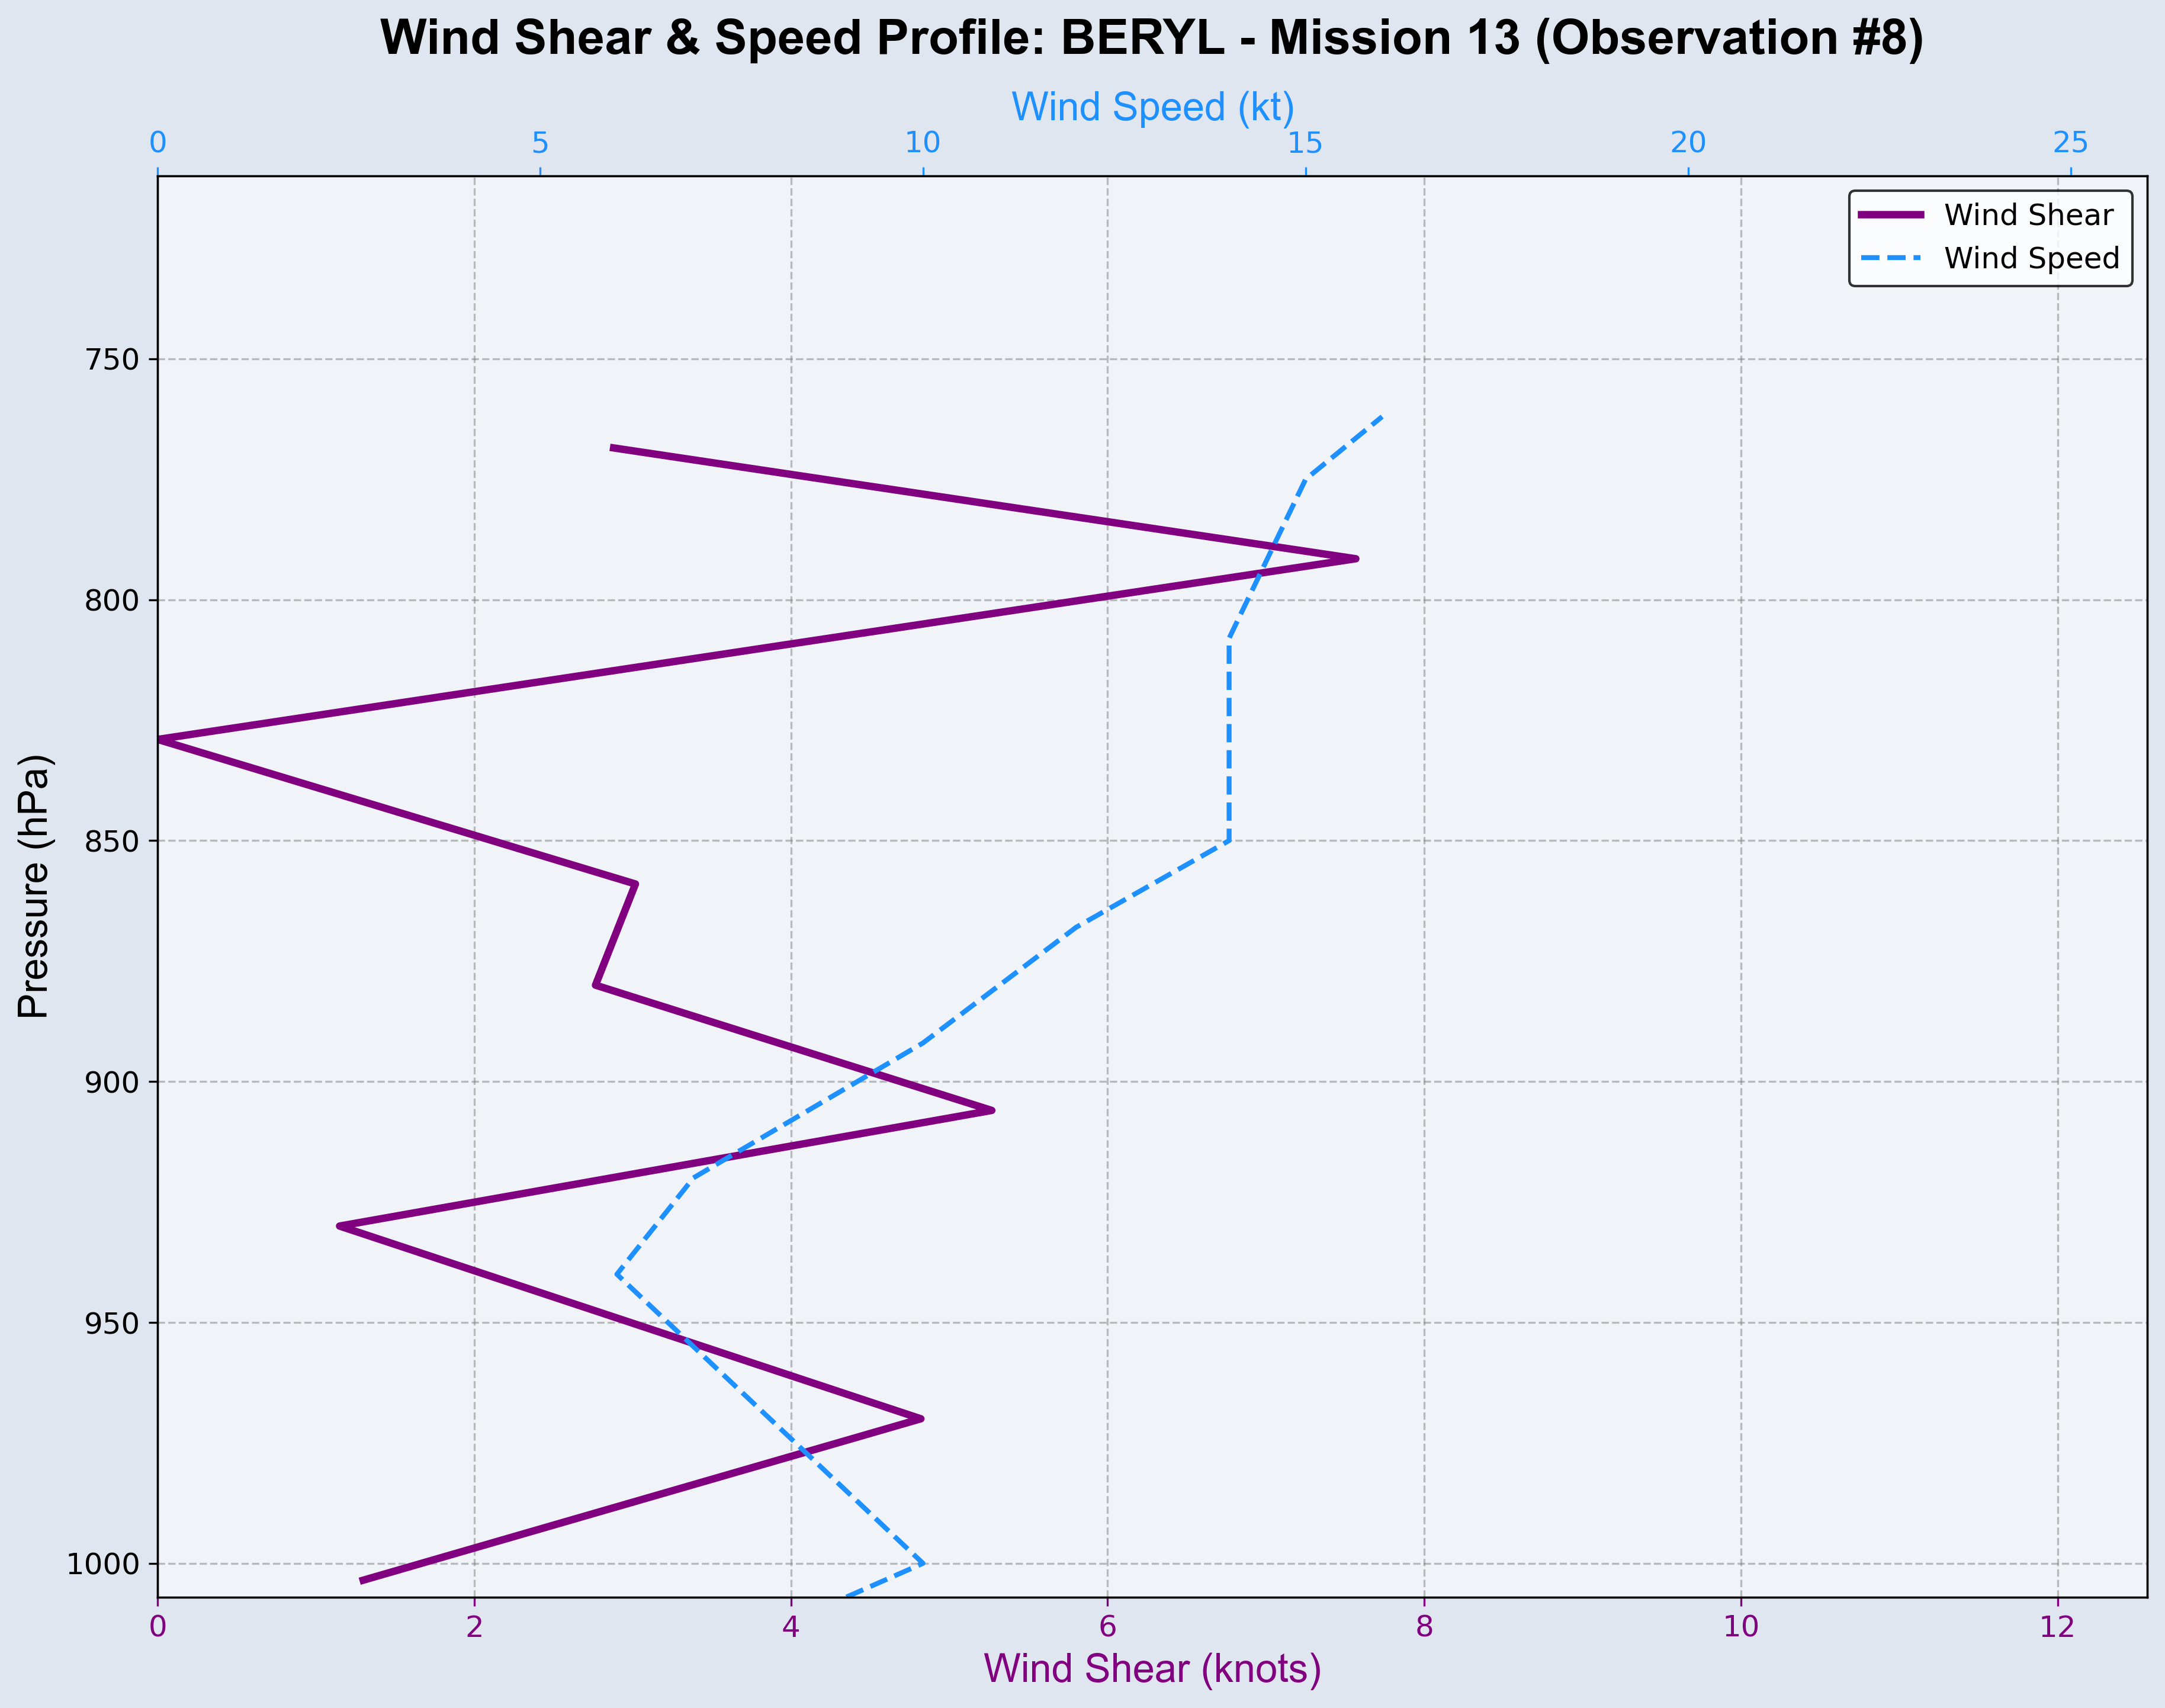 Wind Shear & Speed Profile: BERYL - Mission 13 (Observation #8)
Wind Speed (kt)
0 5 10 15 20 25
Wind Shear
Wind Speed
750
800
850
900
950
1000
Pressure (hPa)
0 2 4 6 8 10 12
Wind Shear (knots)